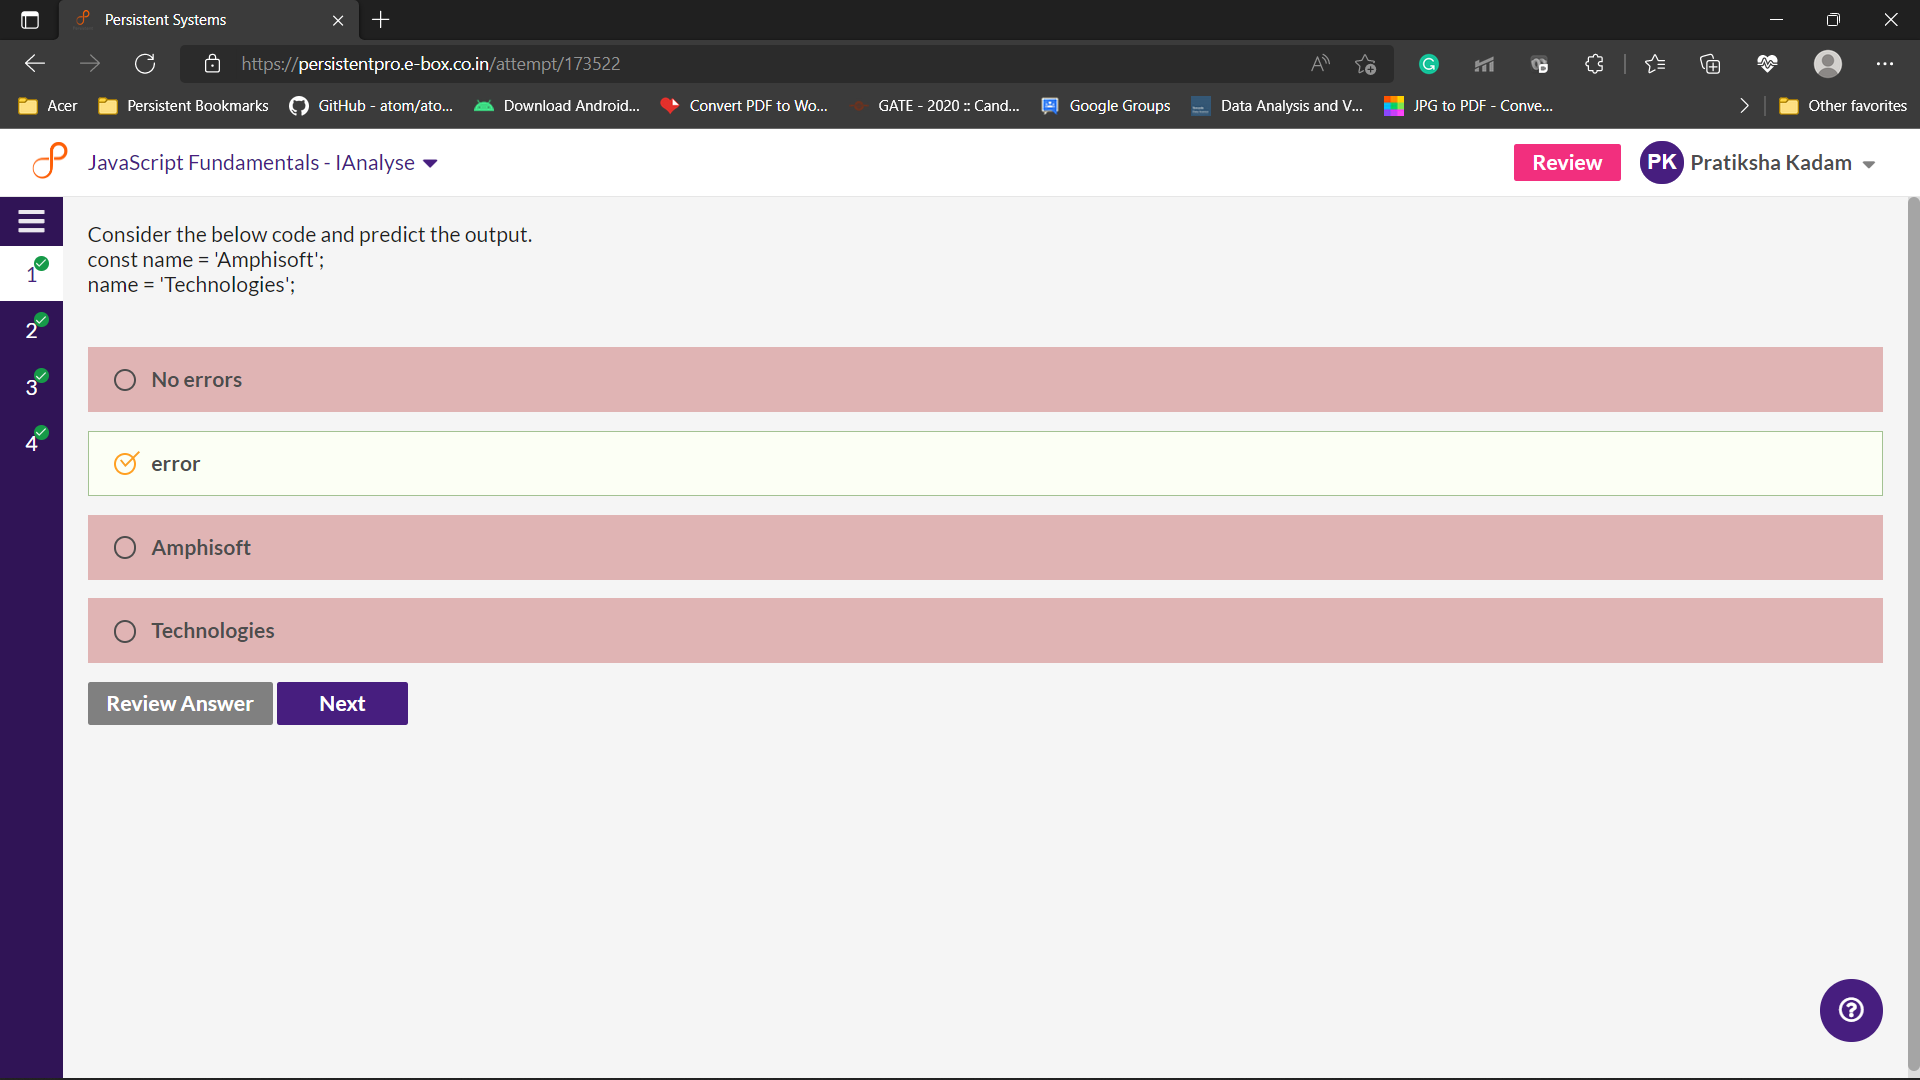 Persistent Systems
https://persistentpro.e-box.co.in/attempt/173522
Acer
Persistent Bookmarks
GitHub - atom/ato...
Download Android...
Convert PDF to Wo...
GATE - 2020 :: Cand...
Google Groups
Data Analysis and V...
JPG to PDF - Conve...
Other favorites
JavaScript Fundamentals - IAnalyse
Review
PK
Pratiksha Kadam
Consider the below code and predict the output.
const name = 'Amphisoft';
name = 'Technologies';
1
2
3
4
No errors
error
Amphisoft
Technologies
Review Answer
Next